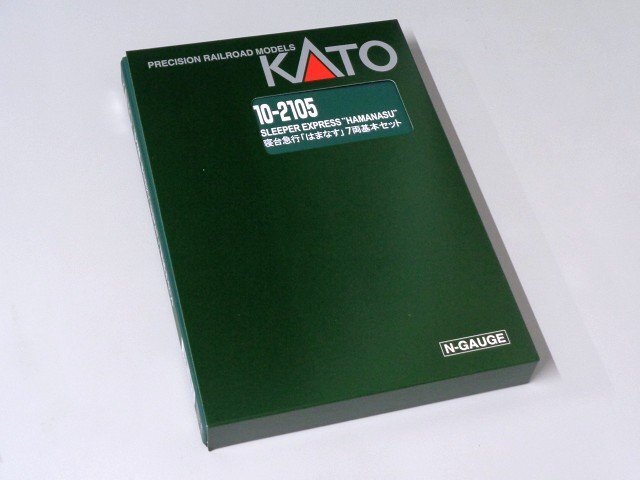 PRECISION RAILROAD MODELS
KATO
10-2105
SLEEPER EXPRESS "HAMANASU"
寝台急行「はまなす」7両基本セット
N-GAUGE